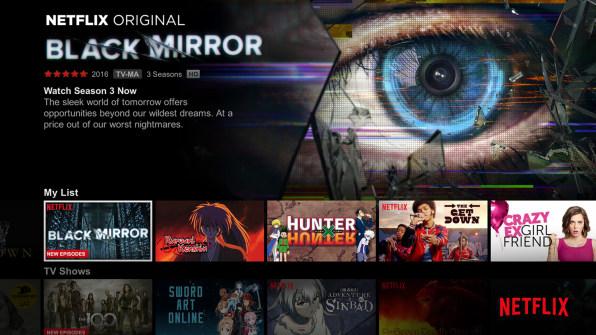 NETFLIX ORIGINAL
BLACK MIRROR
2016 TV-MA 3 Seasons HD
Watch Season 3 Now
The sleek world of tomorrow offers
opportunities beyond our wildest dreams. At a
price out of our worst nightmares.
My List
NETFLIX
BLACK MIRROR
NEW EPISODES
Rurouni
Kenshin
HUNTER
X
HUNTER
NETFLIX
THE
GET
DOWN
CRAZY
EX
GIRL
FRIEND
TV Shows
the 100
NEW EPISODES
SWORD
ART
ONLINE
ADVENTURE
OF
SINBAD
NETFLIX